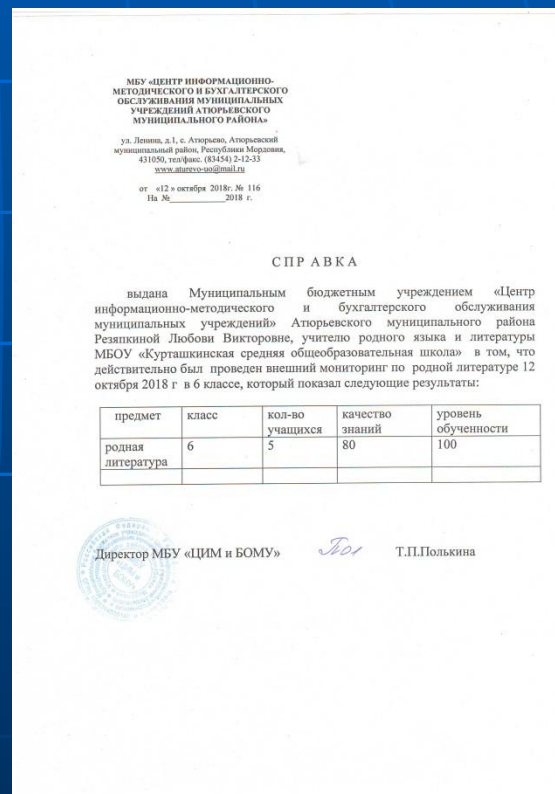 МБУ «ЦЕНТР ИНФОРМАЦИОННО-
МЕТОДИЧЕСКОГО И БУХГАЛТЕРСКОГО
ОБСЛУЖИВАНИЯ МУНИЦИПАЛЬНЫХ
УЧРЕЖДЕНИЙ АТЮРЬЕВСКОГО
МУНИЦИПАЛЬНОГО РАЙОНА»
ул. Ленина, д.1, с. Атюрьево, Атюрьевский
муниципальный район, Республики Мордовия,
431050, тел/факс. (83454) 2-12-33
www.aturevo-uo@mail.ru
от «12 » октября 2018г. № 116
На №______________2018 г.
СПРАВКА
выдана Муниципальным бюджетным учреждением «Центр
информационно-методического и бухгалтерского обслуживания
муниципальных учреждений» Атюрьевского муниципального района
Резяпкиной Любови Викторовне, учителю родного языка и литературы
МБОУ «Курташкинская средняя общеобразовательная школа» в том, что
действительно был проведен внешний мониторинг по родной литературе 12
октября 2018 г в 6 классе, который показал следующие результаты:
предмет класс кол-во учащихся качество знаний уровень обученности
родная литература 6 5 80 100
Директор МБУ «ЦИМ и БОМУ» Т.П.Полькина